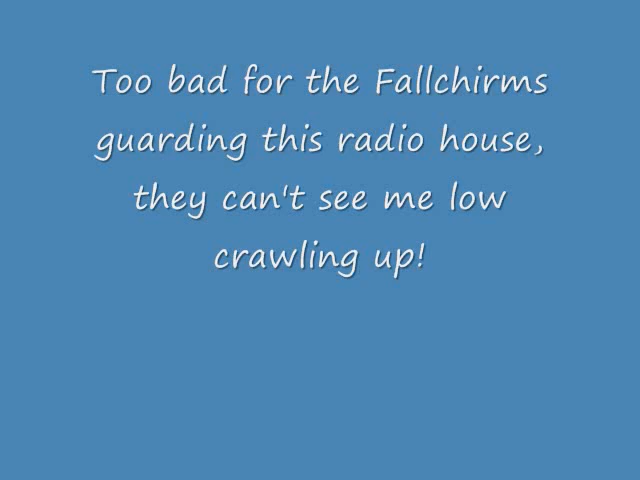 Too bad for the Fallchirms
guarding this radio house,
they can't see me low
crawling up!